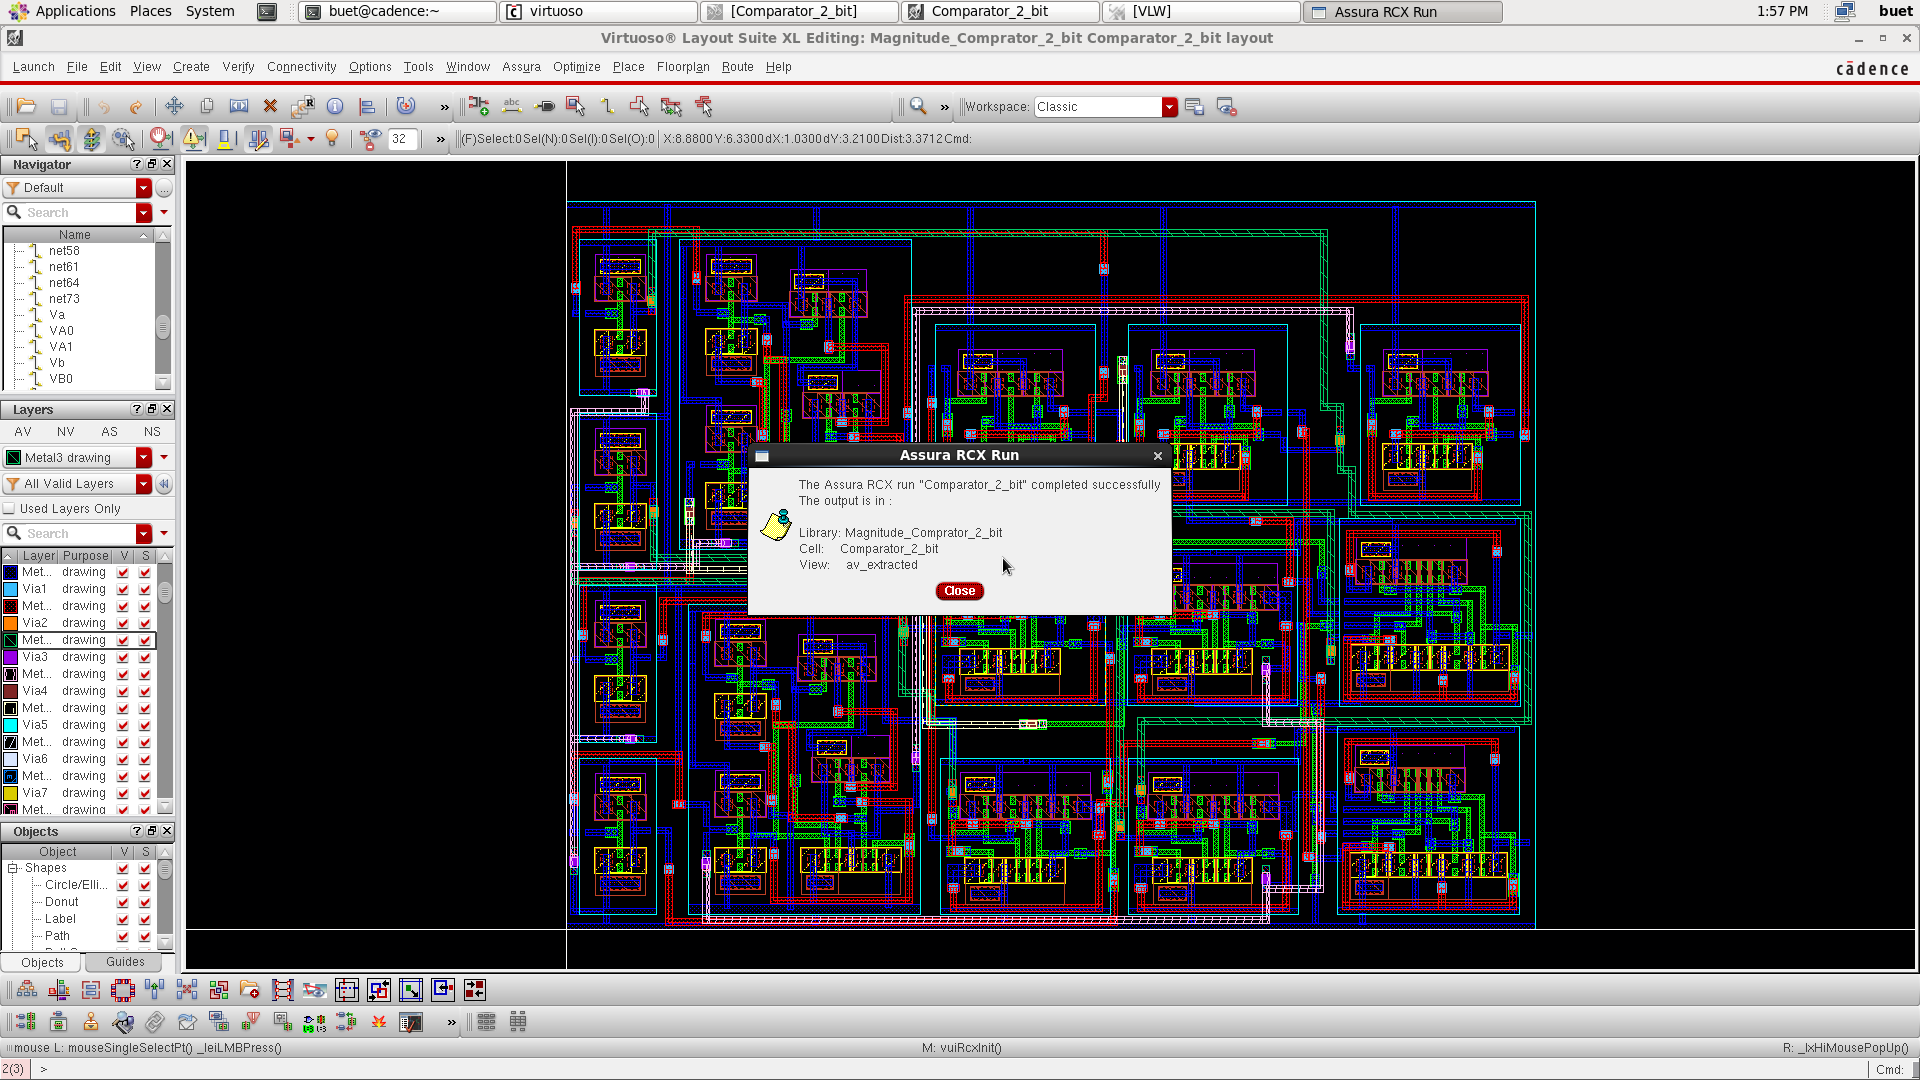 Applications Places System buet@cadence:~ virtuoso [Comparator_2_bit] Comparator_2_bit [VLW] Assura RCX Run 1:57 PM buet
Virtuoso® Layout Suite XL Editing: Magnitude_Comprator_2_bit Comparator_2_bit layout
Launch File Edit View Create Verify Connectivity Options Tools Window Assura Optimize Place Floorplan Route Help cādence
» abc » Workspace: Classic
32 » (F)Select:0 Sel(N):0 Sel(I):0 Sel(O):0 X:8.8800 Y:6.3300 dX:1.0300 dY:3.2100 Dist:3.3712 Cmd:
Navigator
Default
Search
Name
net58
net61
net64
net73
Va
VA0
VA1
Vb
VB0
Layers
AV NV AS NS
Metal3 drawing
All Valid Layers
Used Layers Only
Search
Layer Purpose V S
Met... drawing
Via1 drawing
Met... drawing
Via2 drawing
Met... drawing
Via3 drawing
Met... drawing
Via4 drawing
Met... drawing
Via5 drawing
Met... drawing
Via6 drawing
Met... drawing
Via7 drawing
Met... drawing
Objects
Object V S
Shapes
Circle/Elli...
Donut
Label
Path
Objects Guides
Assura RCX Run
The Assura RCX run "Comparator_2_bit" completed successfully
The output is in :
Library: Magnitude_Comprator_2_bit
Cell: Comparator_2_bit
View: av_extracted
Close
»
mouse L: mouseSingleSelectPt() _leiLMBPress() M: vuiRcxInit() R: _lxHiMousePopUp()
2(3) > Cmd: